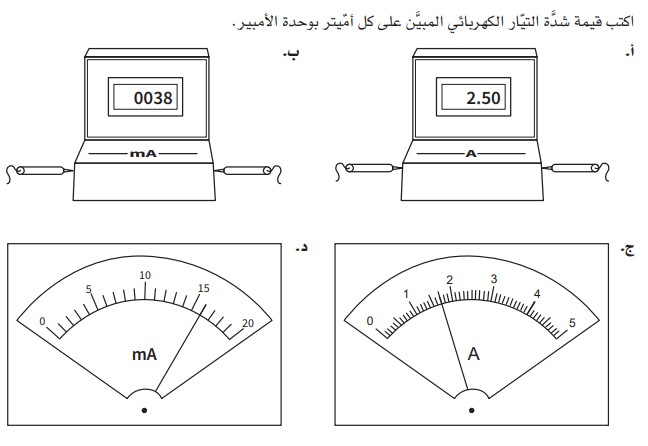 اكتب قيمة شدَّة التيّار الكهربائي المبيَّن على كل أمّيتر بوحدة الأمبير.
أ.
2.50
A
ب.
0038
mA
ج.
0 1 2 3 4 5
A
د.
0 5 10 15 20
mA